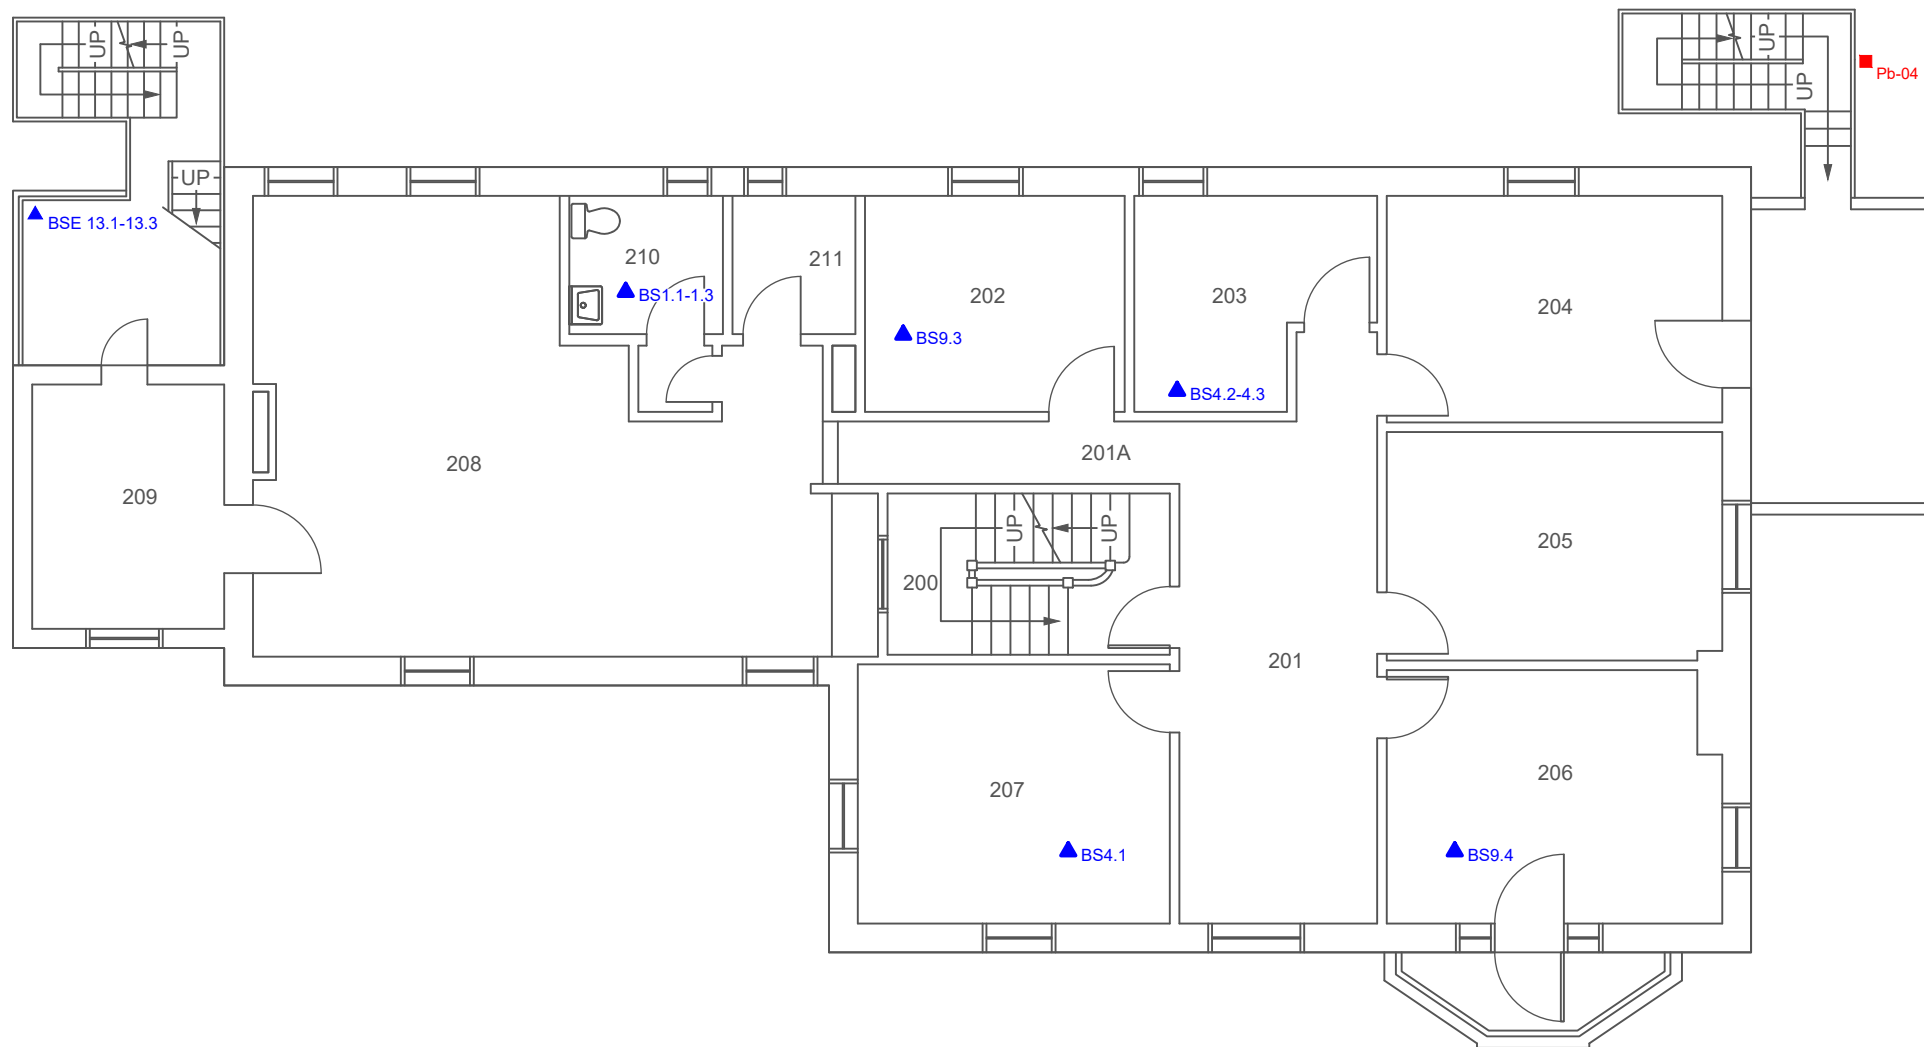 UP
UP
UP
UP
Pb-04
UP
BSE 13.1-13.3
210
211
BS1.1-1.3
202
203
204
BS9.3
BS4.2-4.3
201A
208
209
UP
UP
205
200
201
206
207
BS4.1
BS9.4